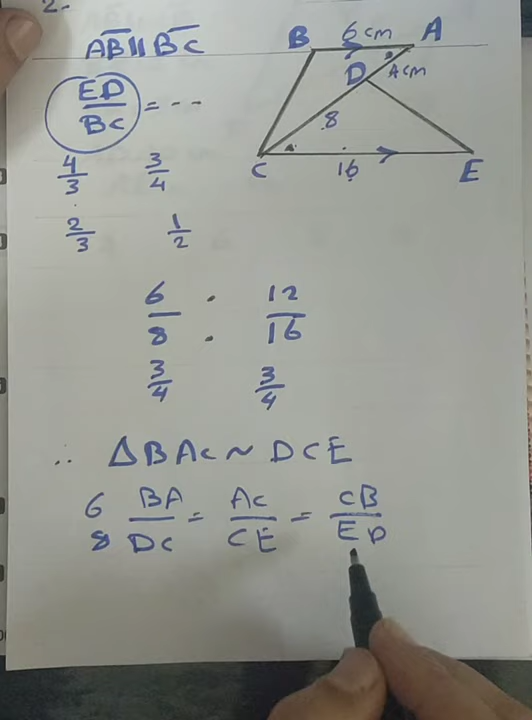 2.
AB || BC
B 6cm A
D 4cm
ED/BC = ---
8
C 16 E
4/3 3/4
2/3 1/2
6/8 : 12/16
3/4 3/4
∴ ΔBAC ~ DCE
6/8 BA/DC = AC/CE = CB/ED